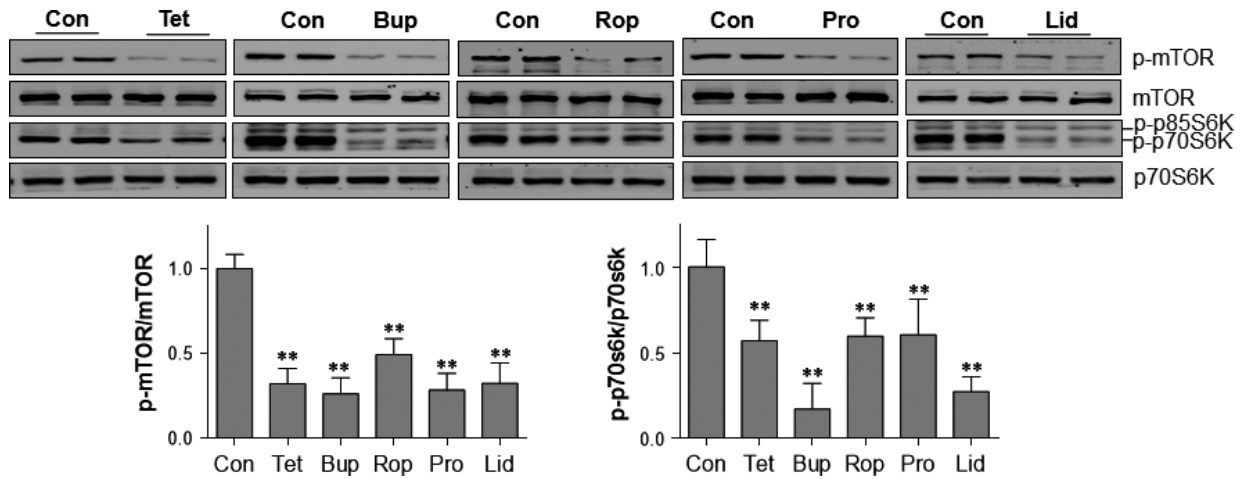 Con Tet Con Bup Con Rop Con Pro Con Lid
p-mTOR
mTOR
p-p85S6K
p-p70S6K
p70S6K
p-mTOR/mTOR
1.0
0.5
0.0
** ** ** ** **
Con Tet Bup Rop Pro Lid
p-p70s6k/p70s6k
1.0
0.5
0.0
** ** ** ** **
Con Tet Bup Rop Pro Lid